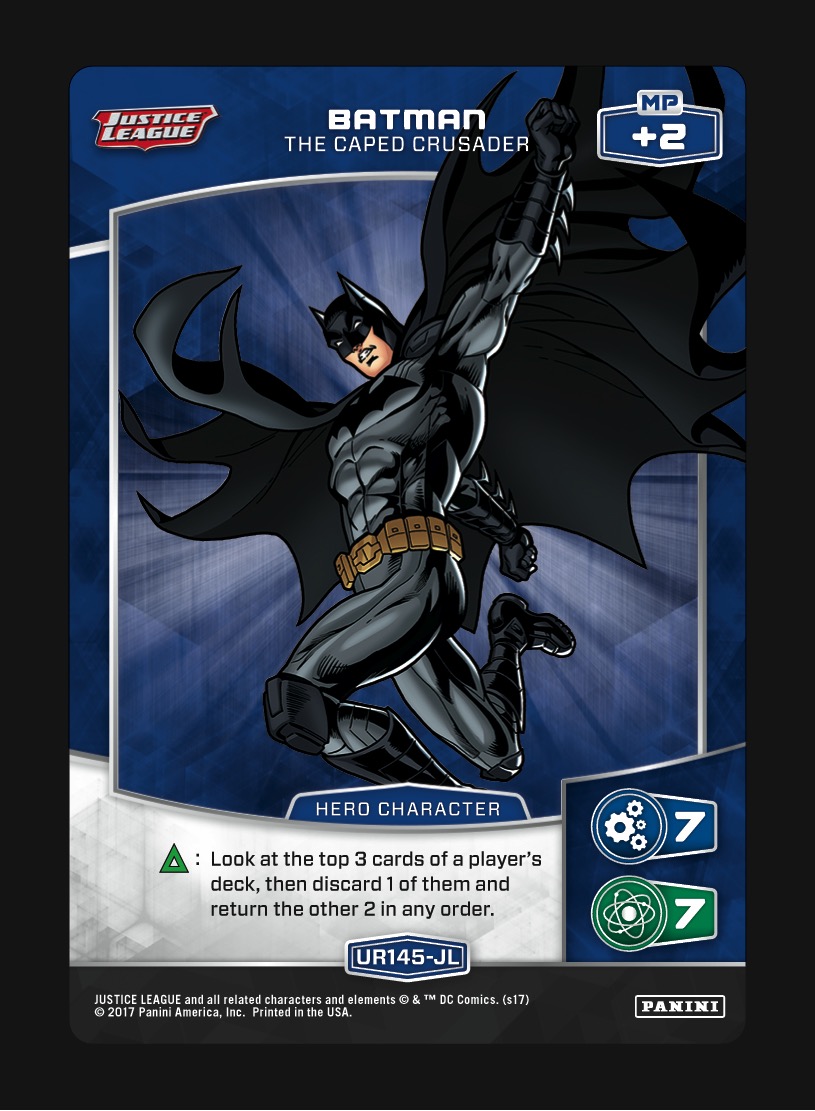 JUSTICE
LEAGUE
BATMAN
THE CAPED CRUSADER
MP
+2
HERO CHARACTER
: Look at the top 3 cards of a player's
deck, then discard 1 of them and
return the other 2 in any order.
7
7
UR145-JL
JUSTICE LEAGUE and all related characters and elements © & ™ DC Comics. (s17)
© 2017 Panini America, Inc. Printed in the USA.
PANINI